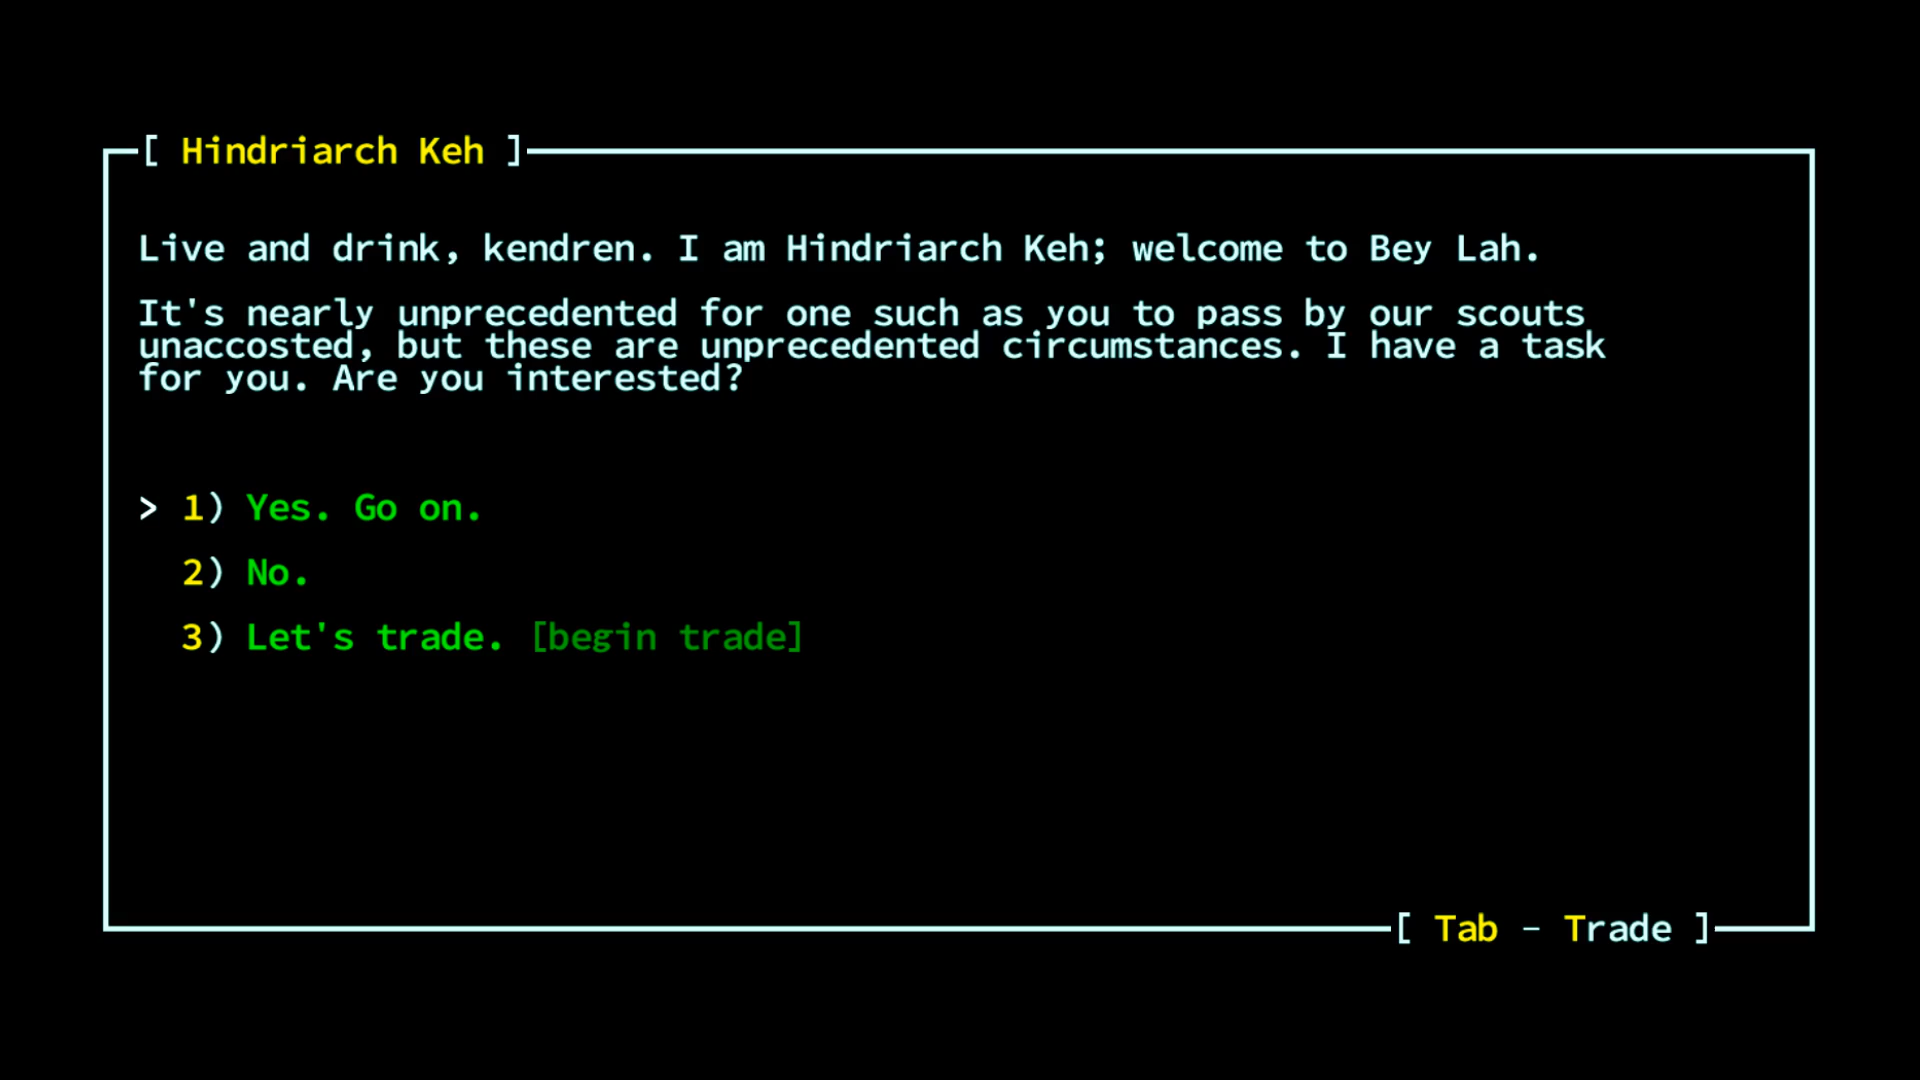 [ Hindriarch Keh ]
Live and drink, kendren. I am Hindriarch Keh; welcome to Bey Lah.
It's nearly unprecedented for one such as you to pass by our scouts
unaccosted, but these are unprecedented circumstances. I have a task
for you. Are you interested?
> 1) Yes. Go on.
2) No.
3) Let's trade. [begin trade]
[ Tab - Trade ]